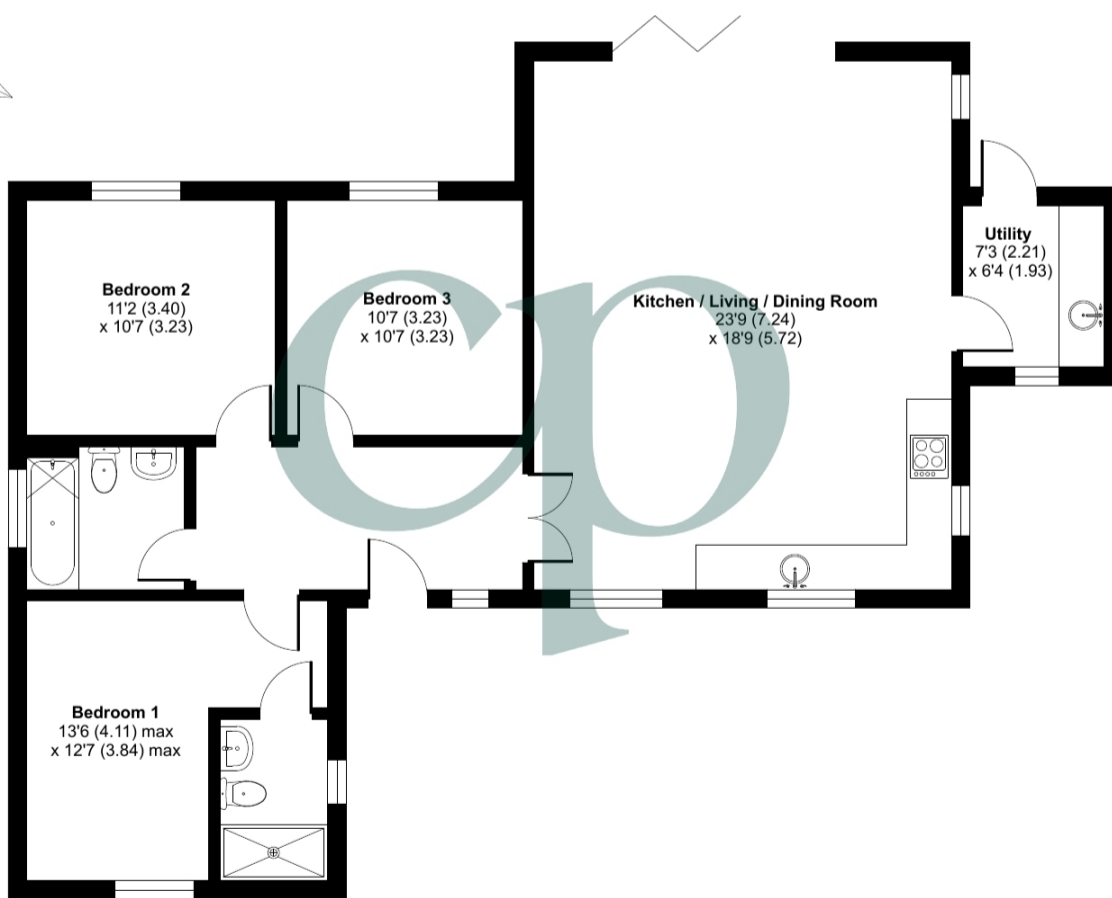 Utility
7'3 (2.21)
x 6'4 (1.93)
Bedroom 2
11'2 (3.40)
x 10'7 (3.23)
Bedroom 3
10'7 (3.23)
x 10'7 (3.23)
Kitchen / Living / Dining Room
23'9 (7.24)
x 18'9 (5.72)
cp
Bedroom 1
13'6 (4.11) max
x 12'7 (3.84) max